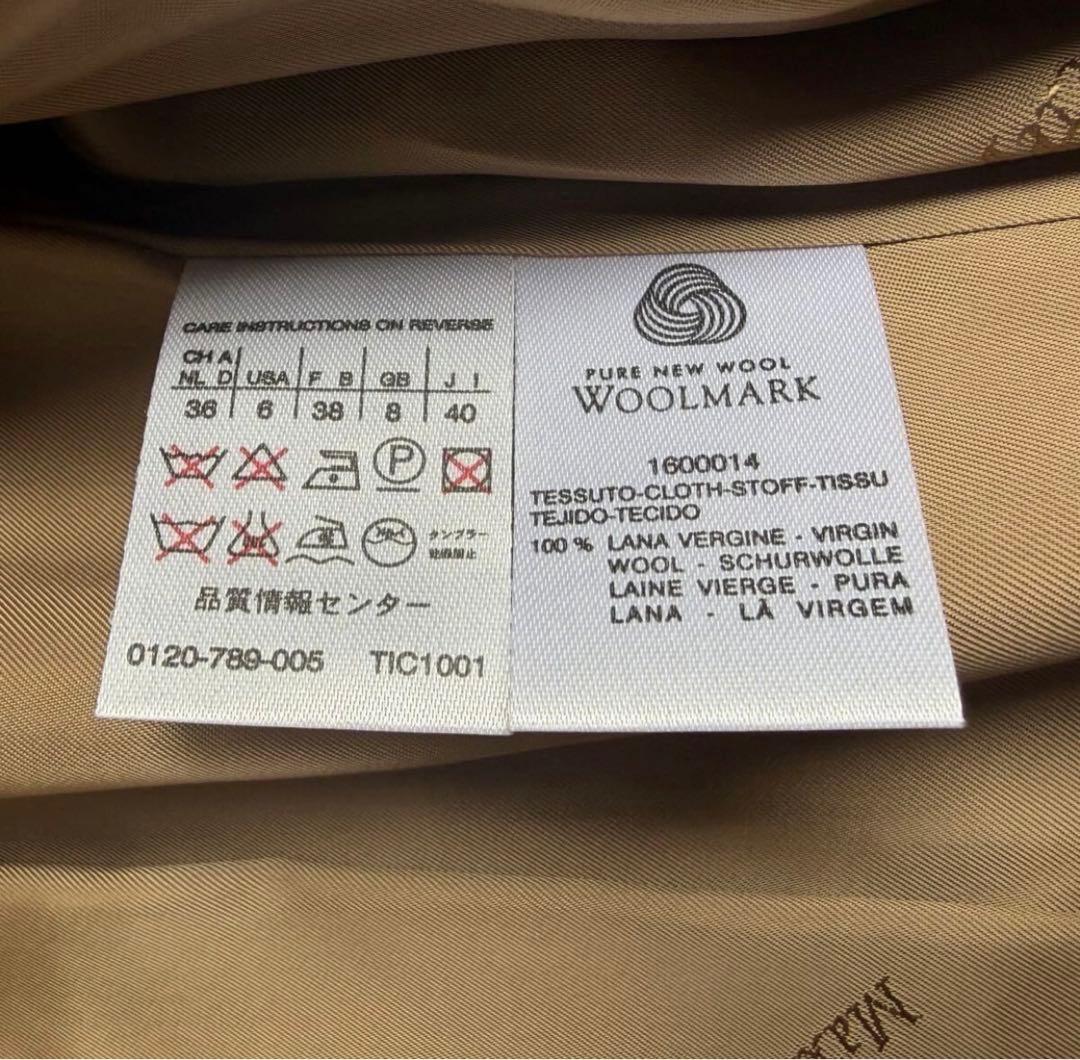 CARE INSTRUCTIONS ON REVERSE
CH A
NL D USA F B GB J I
36 6 38 8 40
P
タンブラー
乾燥禁止
品質情報センター
0120-789-005 TIC1001
PURE NEW WOOL
WOOLMARK
1600014
TESSUTO-CLOTH-STOFF-TISSU
TEJIDO-TECIDO
100 % LANA VERGINE - VIRGIN
WOOL - SCHURWOLLE
LAINE VIERGE - PURA
LANA - LÀ VIRGEM
Max